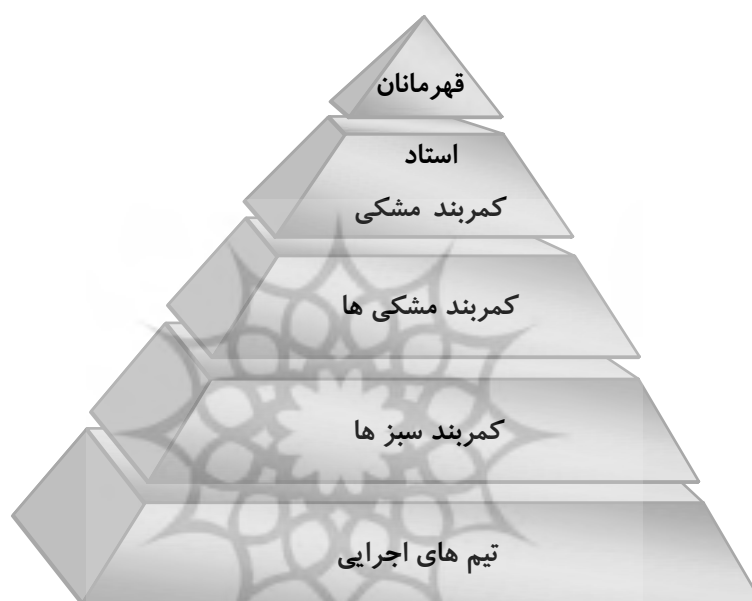 قهرمانان
استاد
کمربند مشکی
کمربند مشکی ها
کمربند سبز ها
تیم های اجرایی